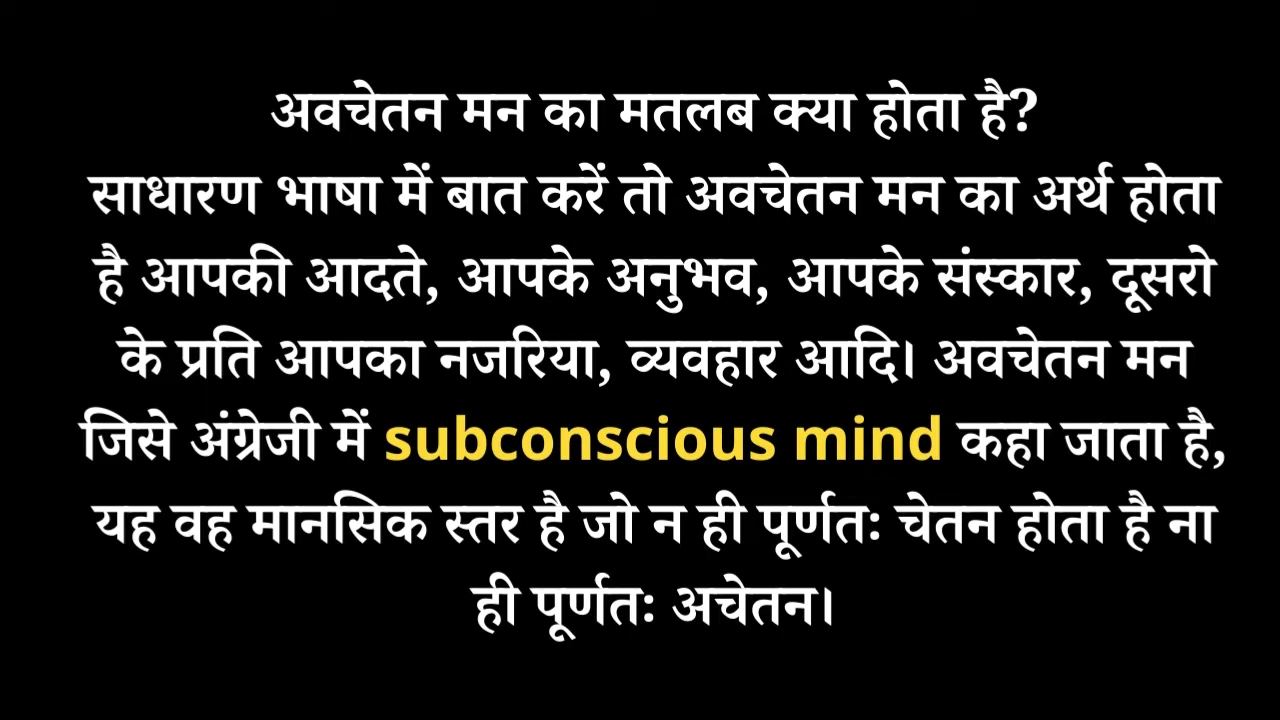 अवचेतन मन का मतलब क्या होता है?
साधारण भाषा में बात करें तो अवचेतन मन का अर्थ होता
है आपकी आदते, आपके अनुभव, आपके संस्कार, दूसरो
के प्रति आपका नजरिया, व्यवहार आदि। अवचेतन मन
जिसे अंग्रेजी में subconscious mind कहा जाता है,
यह वह मानसिक स्तर है जो न ही पूर्णतः चेतन होता है ना
ही पूर्णतः अचेतन।